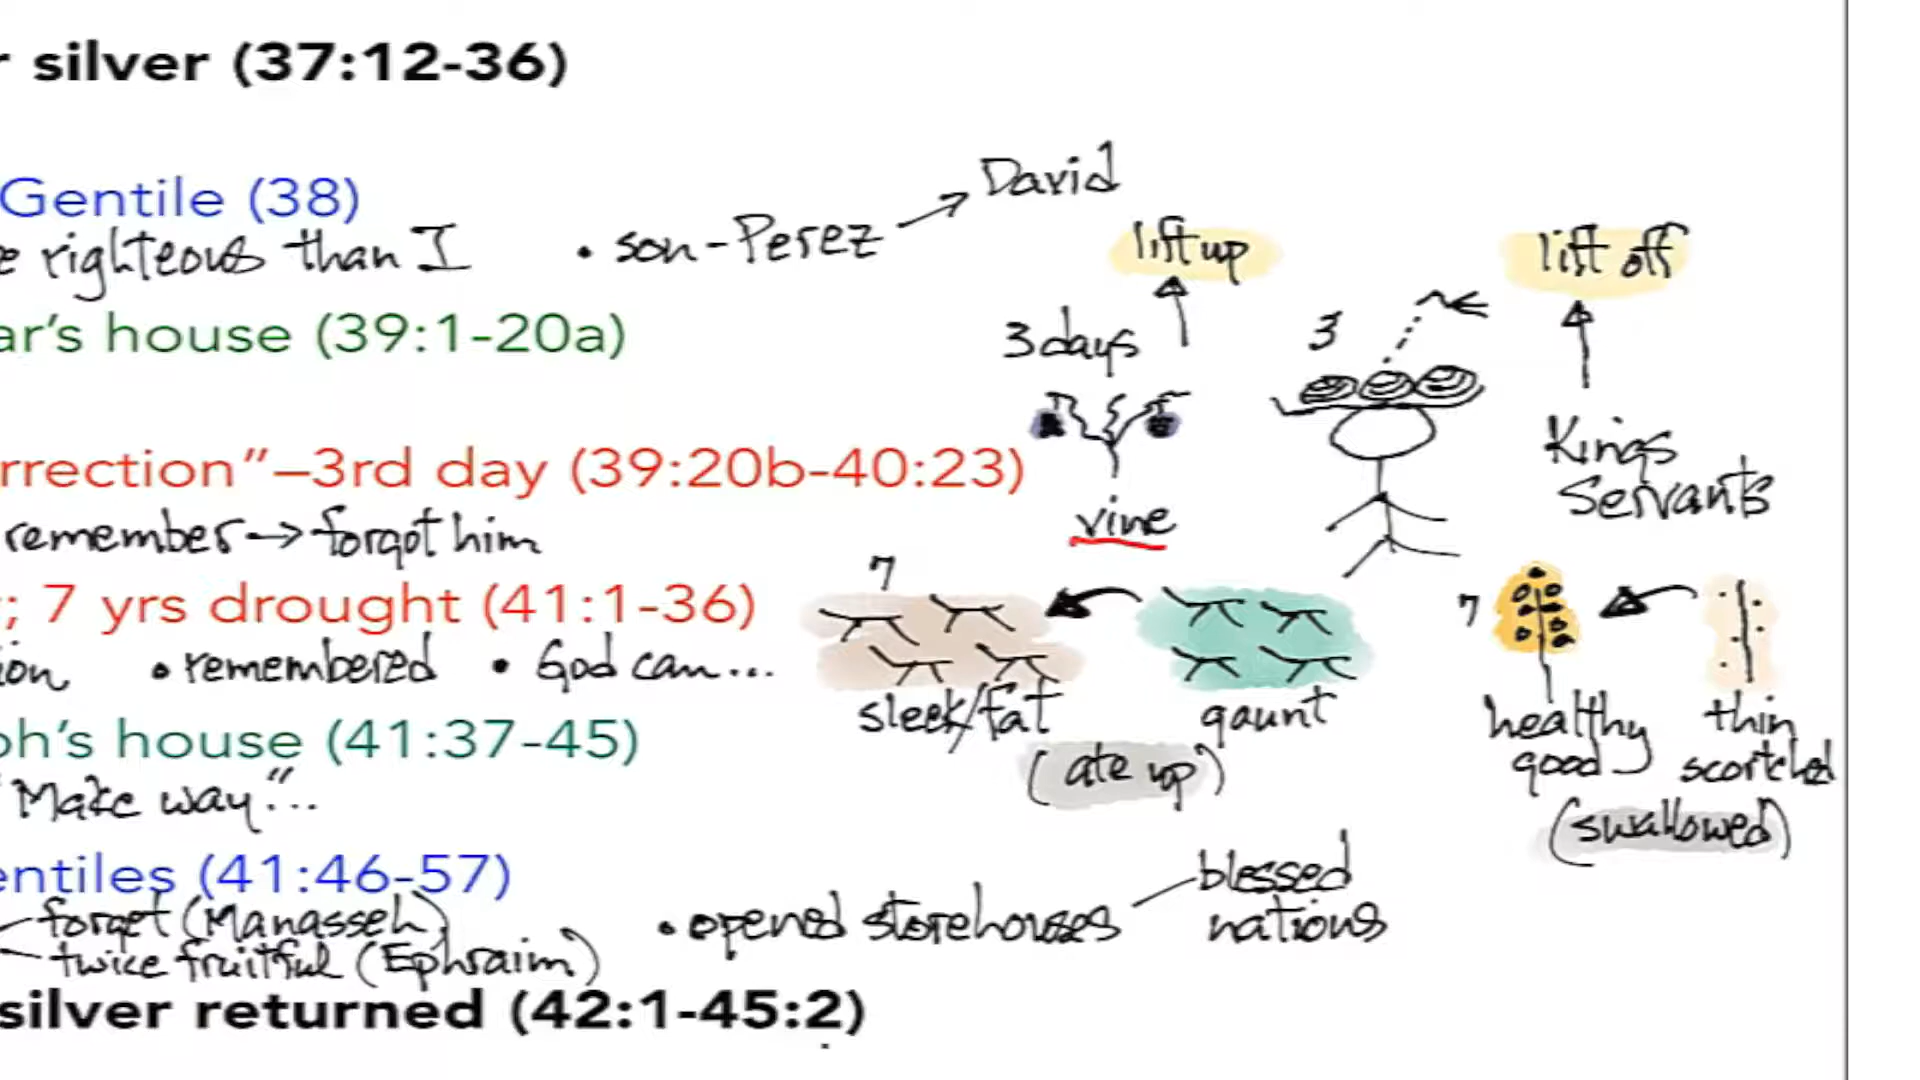 r silver (37:12-36)
David
Gentile (38)
e righteous than I • son-Perez
lift up
lift off
ar's house (39:1-20a)
3 days
3
Kings
Servants
rrection"–3rd day (39:20b-40:23)
remember → forgot him
vine
7
; 7 yrs drought (41:1-36)
7
ion • remembered • God can...
sleek/fat
gaunt
healthy
good
thin
scortched
oh's house (41:37-45)
(ate up)
"Make way"...
(swallowed)
entiles (41:46-57)
blessed
nations
forget (Manasseh)
• opened storehouses
twice fruitful (Ephraim)
silver returned (42:1-45:2)